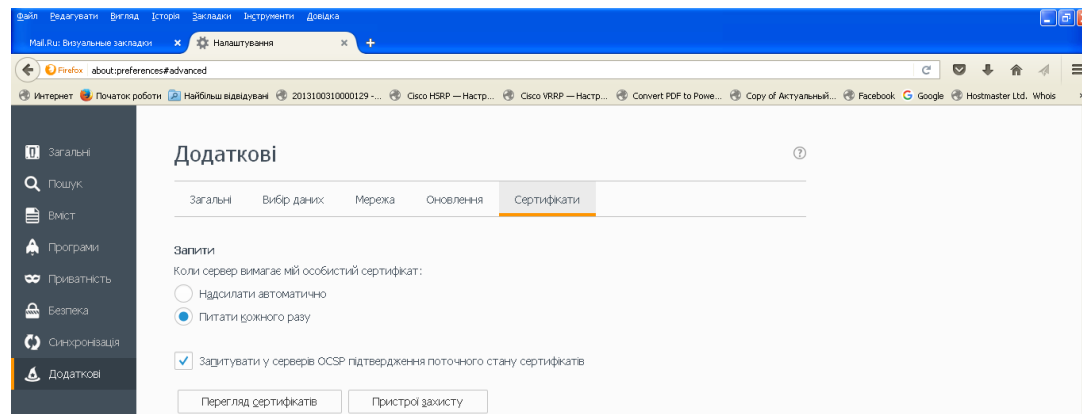 Файл Редагувати Вигляд Історія Закладки Інструменти Довідка
Mail.Ru: Визуальные закладки Налаштування
Firefox about:preferences#advanced
Интернет Початок роботи Найбільш відвідувані 2013100310000129 -... Cisco HSRP — Настр... Cisco VRRP — Настр... Convert PDF to Powe... Copy of Актуальный... Facebook Google Hostmaster Ltd. Whois
Загальні
Пошук
Вміст
Програми
Приватність
Безпека
Синхронізація
Додаткові
Додаткові
Загальні Вибір даних Мережа Оновлення Сертифікати
Запити
Коли сервер вимагає мій особистий сертифікат:
Надсилати автоматично
Питати кожного разу
Запитувати у серверів OCSP підтвердження поточного стану сертифікатів
Перегляд сертифікатів Пристрої захисту